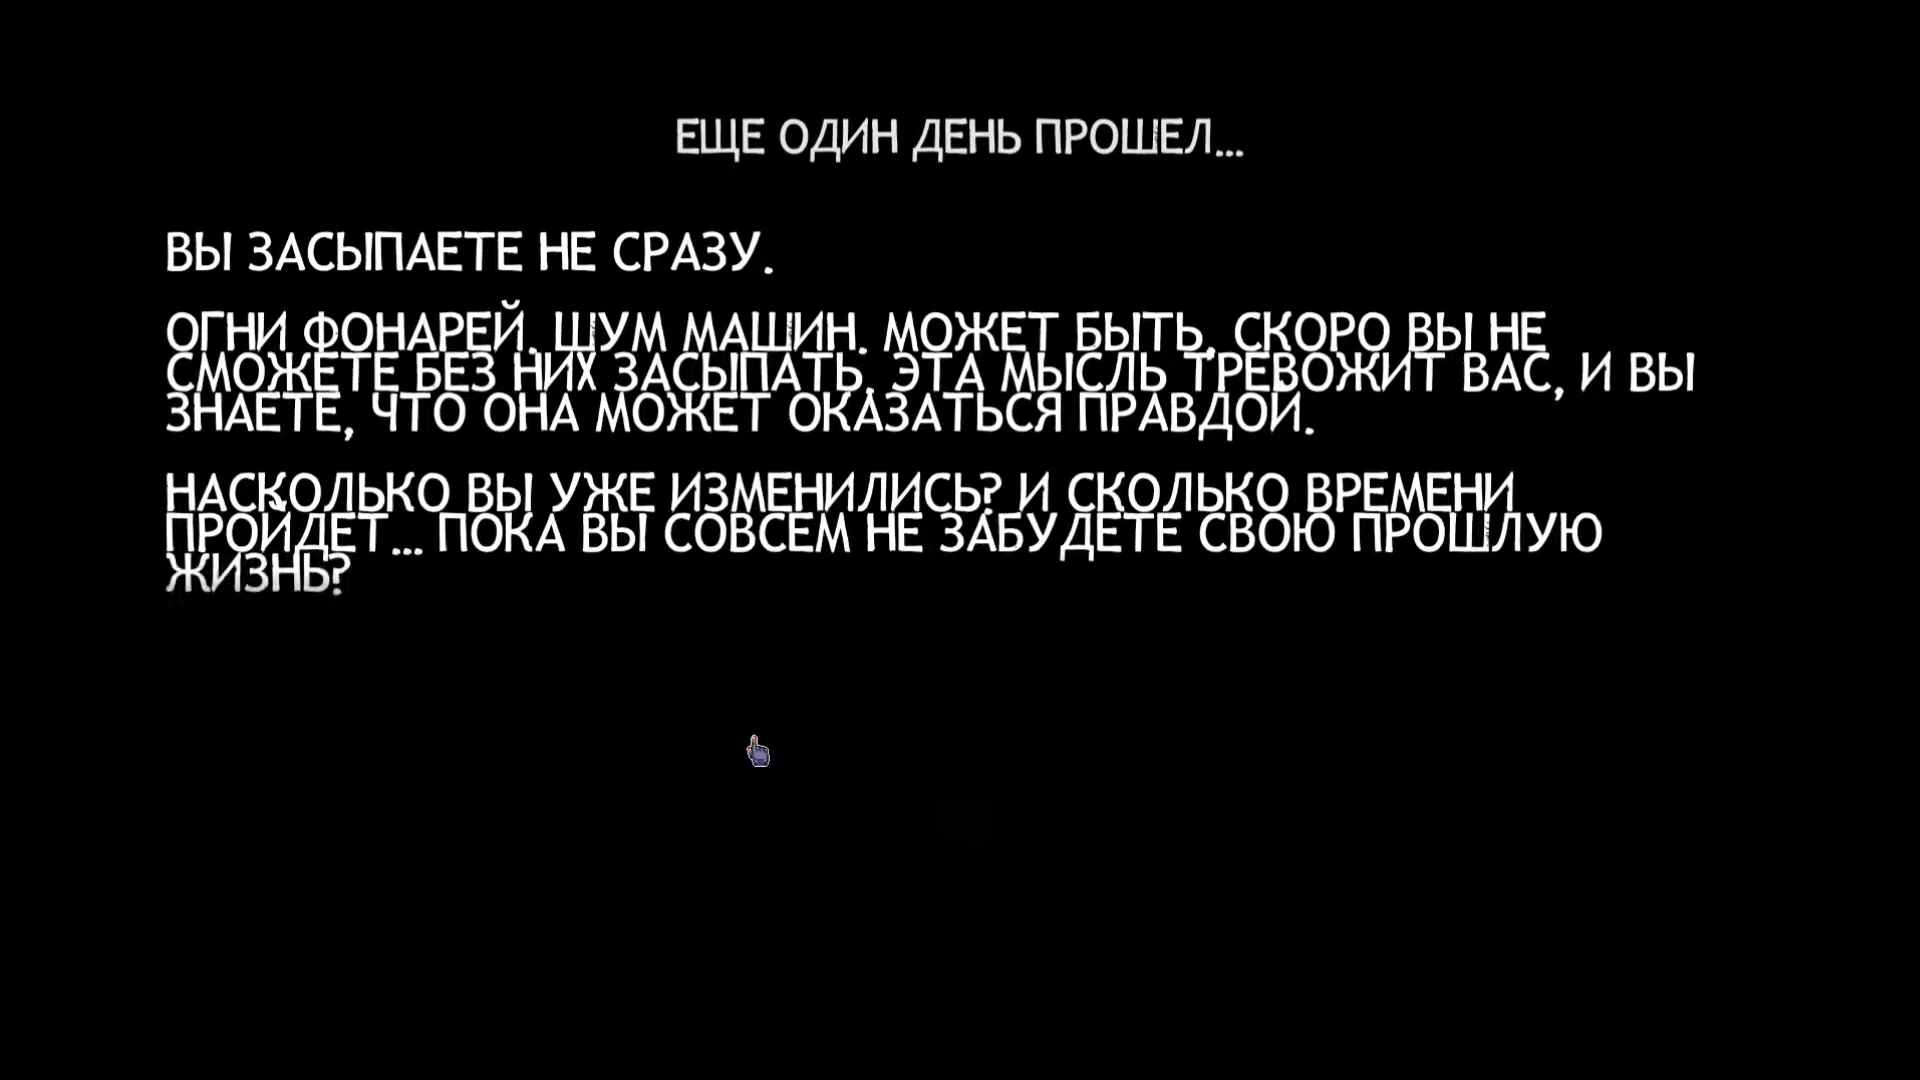 ЕЩЕ ОДИН ДЕНЬ ПРОШЕЛ...
ВЫ ЗАСЫПАЕТЕ НЕ СРАЗУ.
ОГНИ ФОНАРЕЙ. ШУМ МАШИН. МОЖЕТ БЫТЬ, СКОРО ВЫ НЕ
СМОЖЕТЕ БЕЗ НИХ ЗАСЫПАТЬ. ЭТА МЫСЛЬ ТРЕВОЖИТ ВАС, И ВЫ
ЗНАЕТЕ, ЧТО ОНА МОЖЕТ ОКАЗАТЬСЯ ПРАВДОЙ.
НАСКОЛЬКО ВЫ УЖЕ ИЗМЕНИЛИСЬ? И СКОЛЬКО ВРЕМЕНИ
ПРОЙДЕТ... ПОКА ВЫ СОВСЕМ НЕ ЗАБУДЕТЕ СВОЮ ПРОШЛУЮ
ЖИЗНЬ?